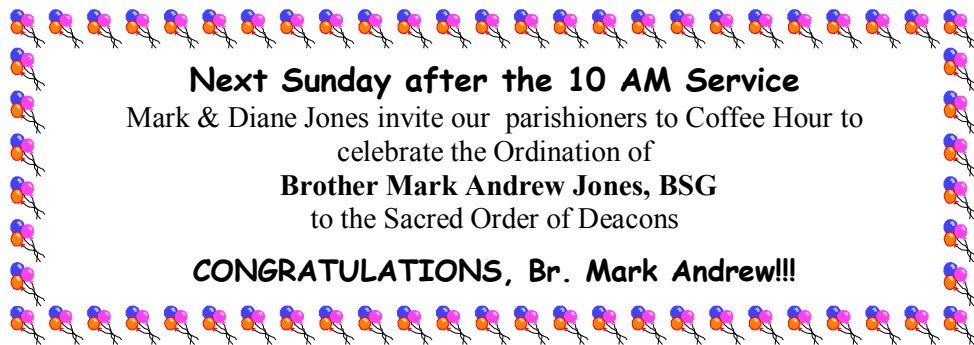 Next Sunday after the 10 AM Service
Mark & Diane Jones invite our parishioners to Coffee Hour to
celebrate the Ordination of
Brother Mark Andrew Jones, BSG
to the Sacred Order of Deacons
CONGRATULATIONS, Br. Mark Andrew!!!